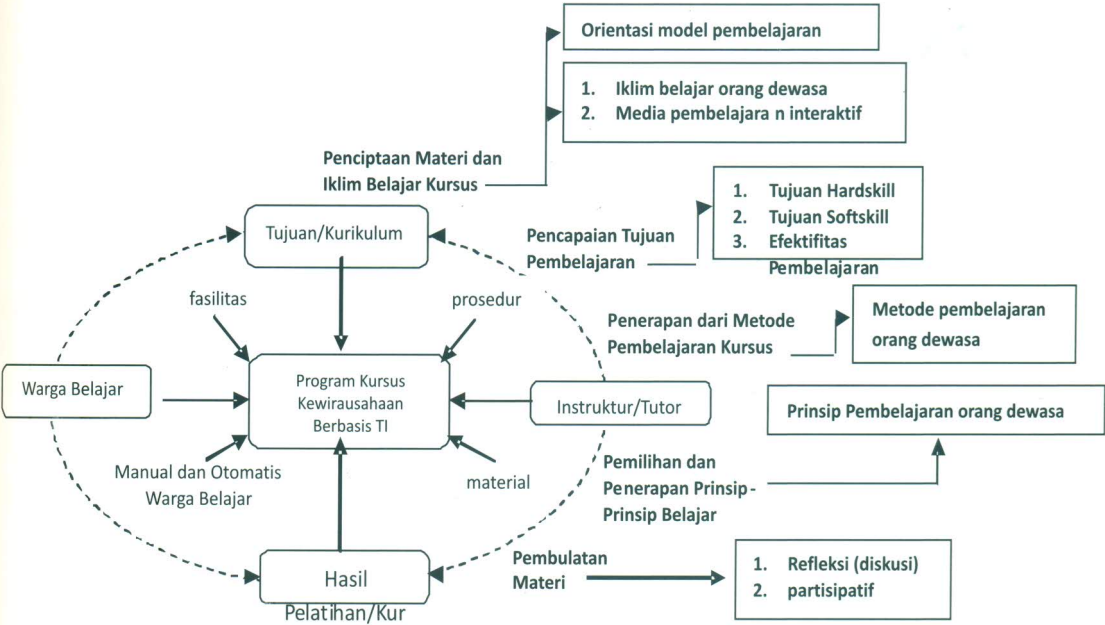 Orientasi model pembelajaran
1. Iklim belajar orang dewasa
2. Media pembelajara n interaktif
Penciptaan Materi dan
Iklim Belajar Kursus
1. Tujuan Hardskill
2. Tujuan Softskill
3. Efektifitas
Pembelajaran
Tujuan/Kurikulum
Pencapaian Tujuan
Pembelajaran
fasilitas
prosedur
Metode pembelajaran
orang dewasa
Penerapan dari Metode
Pembelajaran Kursus
Warga Belajar
Program Kursus
Kewirausahaan
Berbasis TI
Instruktur/Tutor
Prinsip Pembelajaran orang dewasa
Manual dan Otomatis
Warga Belajar
material
Pemilihan dan
Penerapan Prinsip-
Prinsip Belajar
Pembulatan
Materi
1. Refleksi (diskusi)
2. partisipatif
Hasil
Pelatihan/Kur